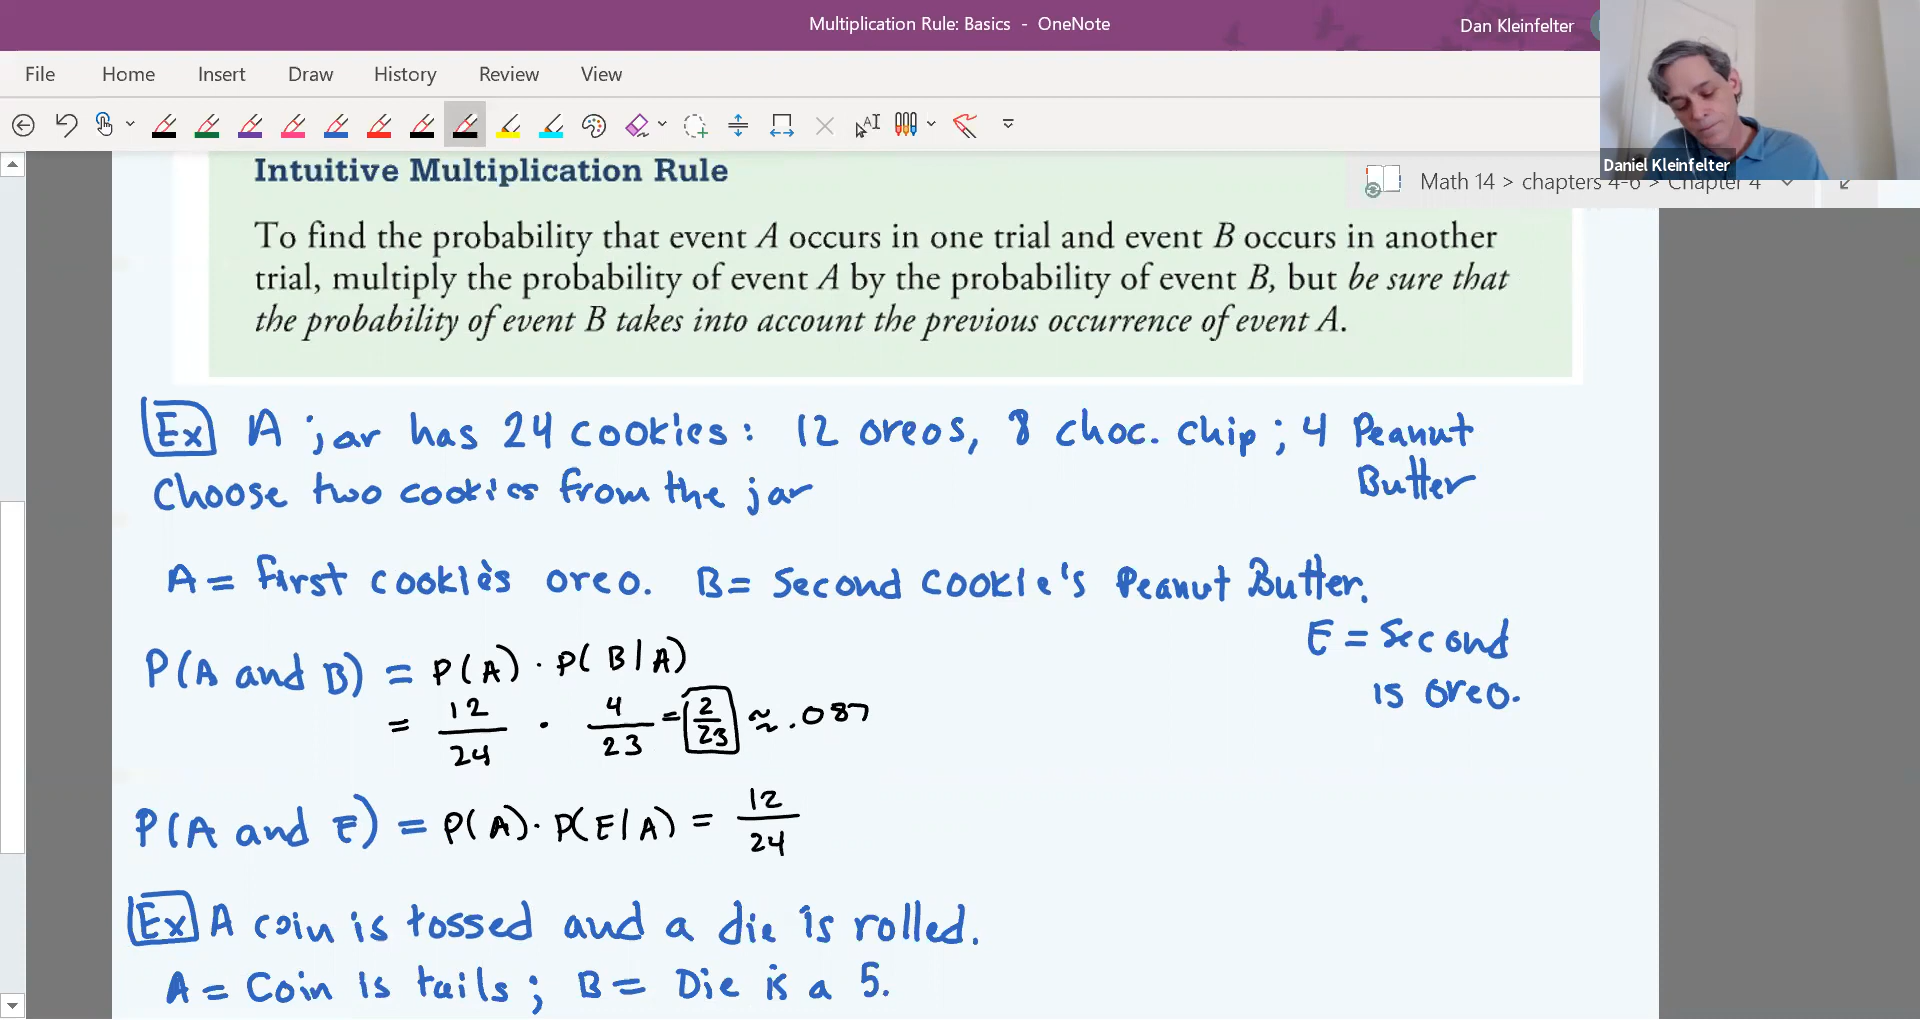 Multiplication Rule: Basics - OneNote
Dan Kleinfelter
File Home Insert Draw History Review View
Daniel Kleinfelter
Math 14 > chapters 4-6 > Chapter 4
Intuitive Multiplication Rule
To find the probability that event A occurs in one trial and event B occurs in another
trial, multiply the probability of event A by the probability of event B, but be sure that
the probability of event B takes into account the previous occurrence of event A.
Ex A jar has 24 cookies: 12 oreos, 8 choc. chip; 4 Peanut
Butter
Choose two cookies from the jar
A = first cookie's oreo. B = Second cookie's Peanut Butter.
E = Second
is oreo.
P(A and B) = P(A) · P(B|A)
= 12/24 · 4/23 = 2/23 ≈ .087
P(A and E) = P(A) · P(E|A) = 12/24
Ex A coin is tossed and a die is rolled.
A = Coin is tails; B = Die is a 5.